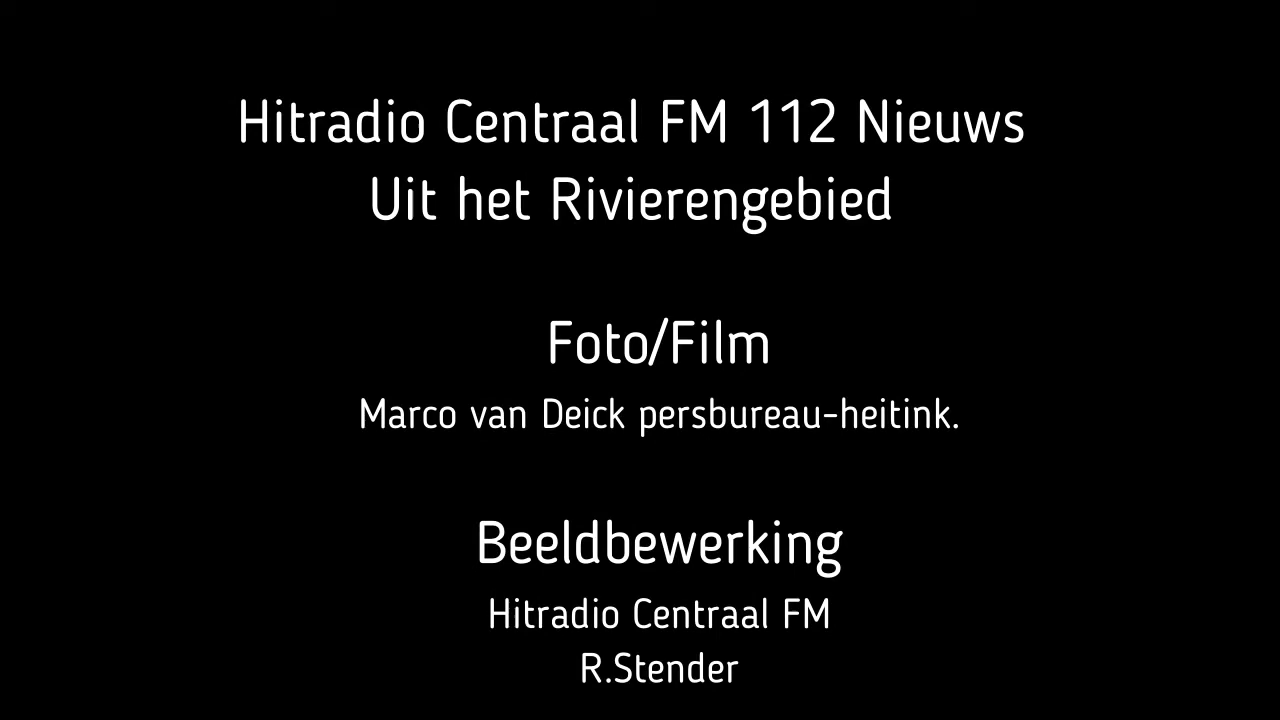 Hitradio Centraal FM 112 Nieuws
Uit het Rivierengebied
Foto/Film
Marco van Deick persbureau-heitink.
Beeldbewerking
Hitradio Centraal FM
R.Stender